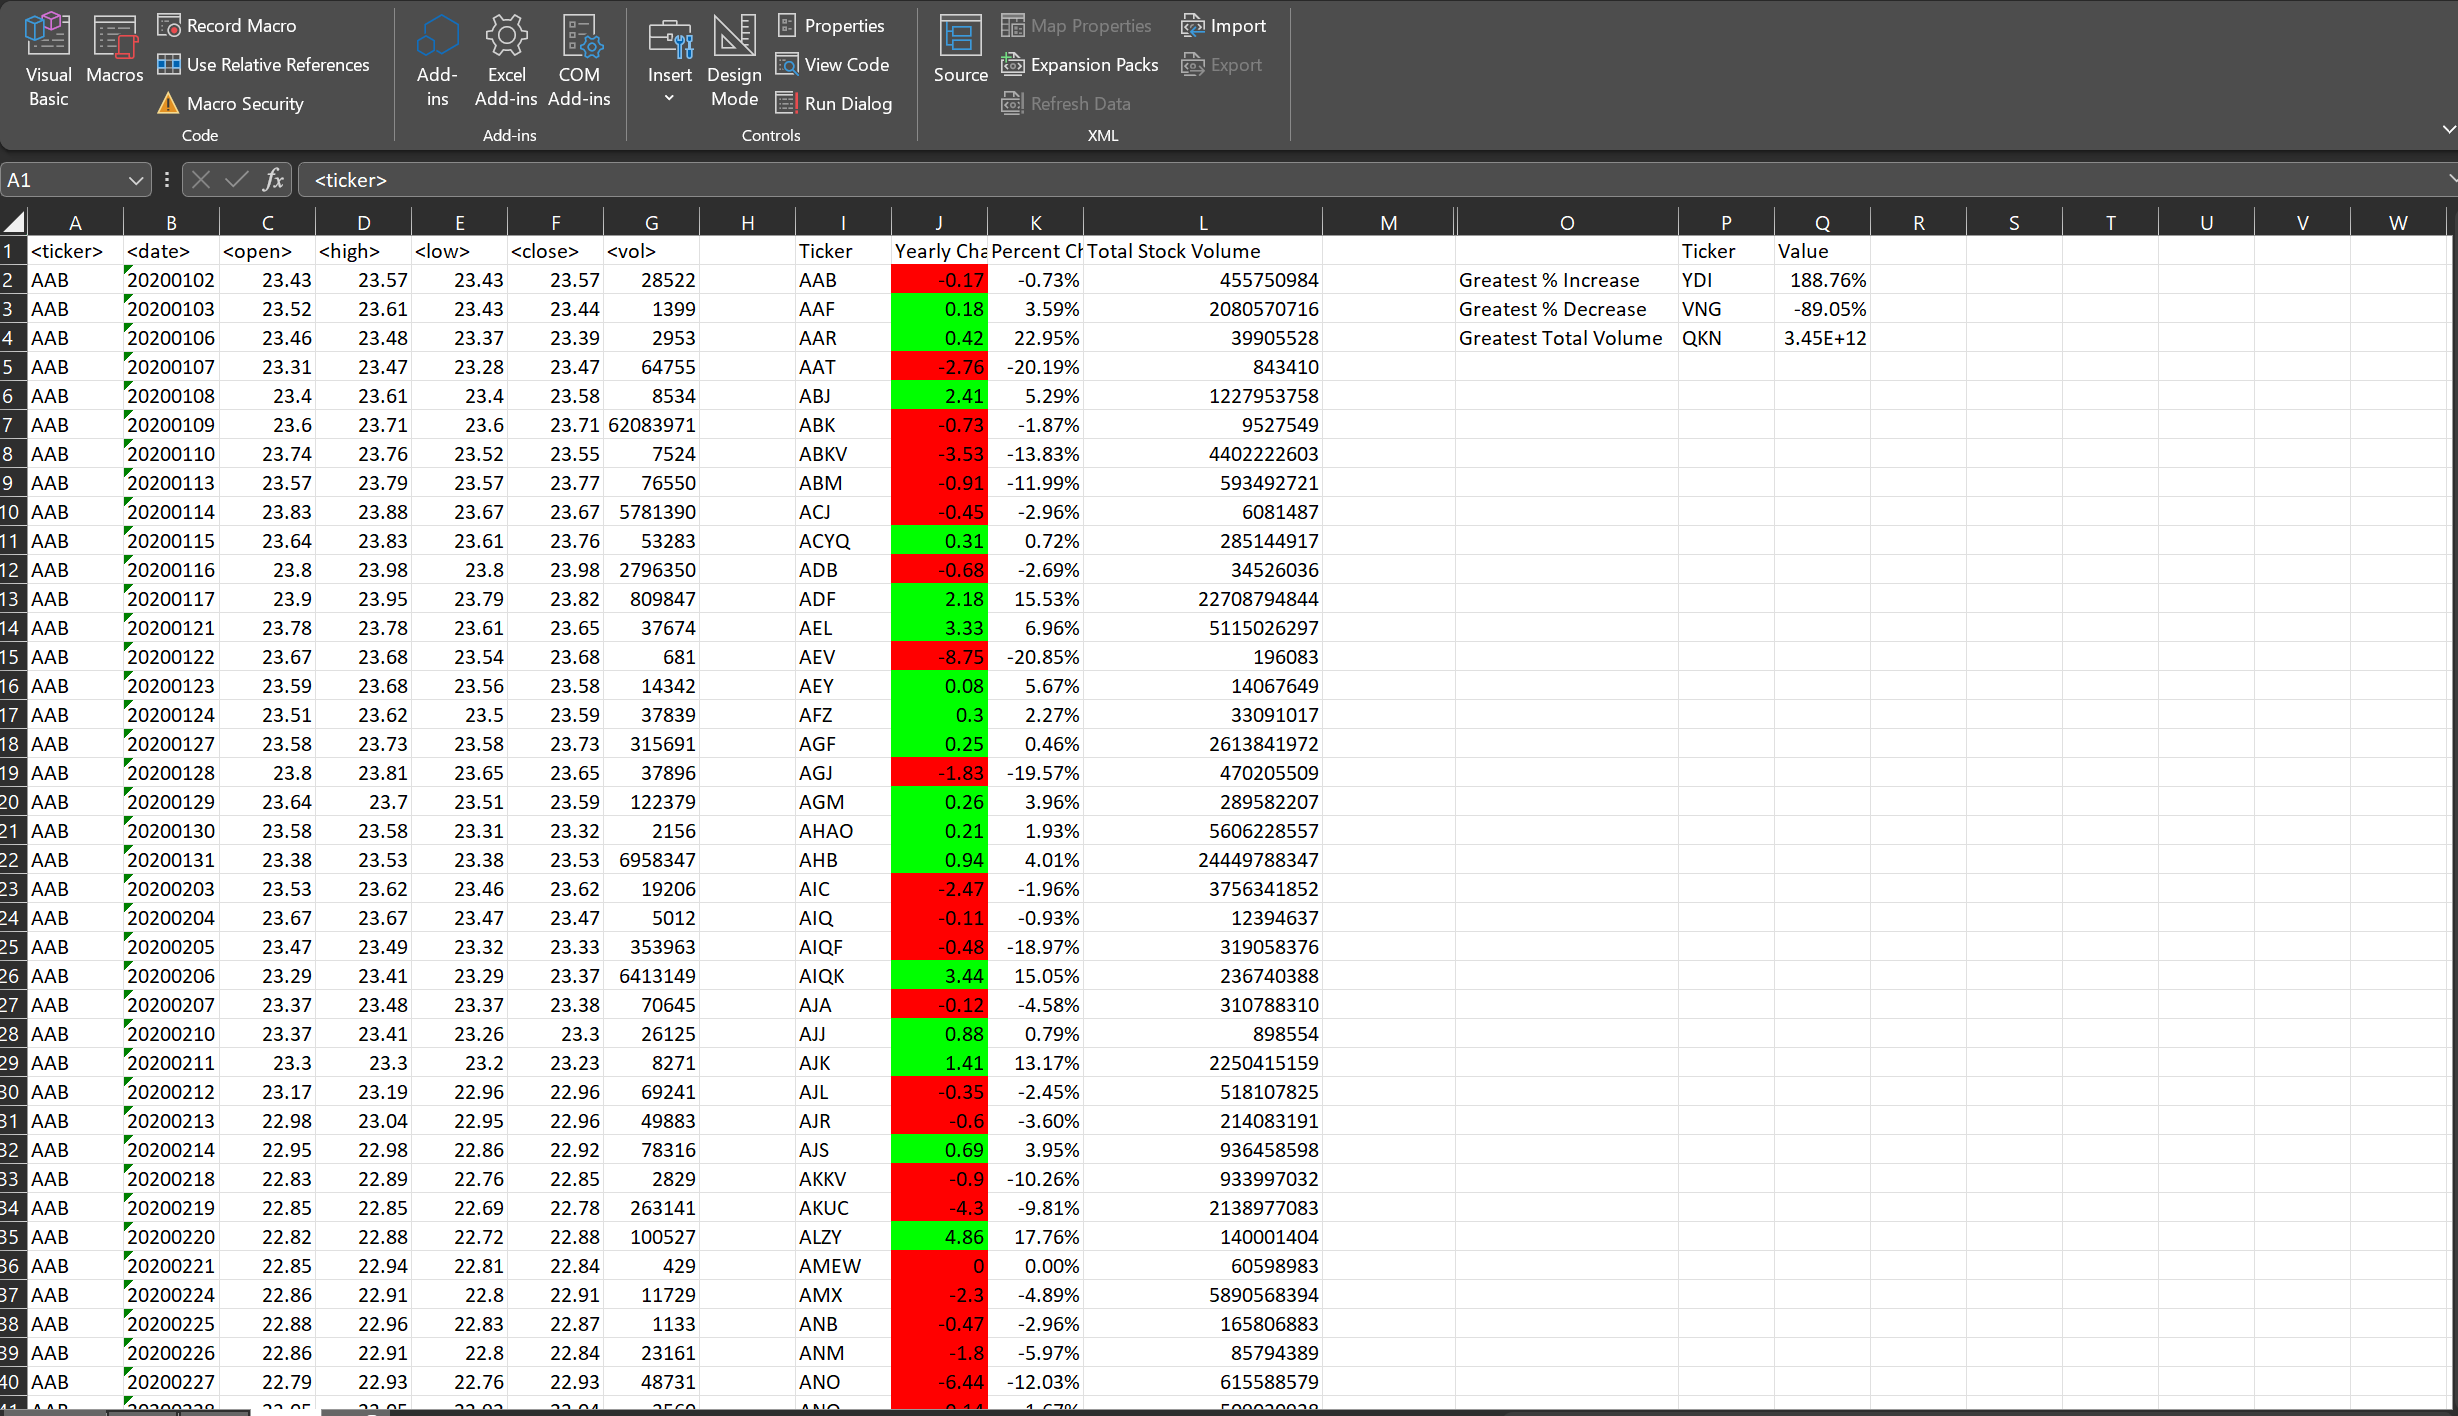 Visual Basic Macros Record Macro
Use Relative References
Macro Security
Code
Add-ins Excel Add-ins COM Add-ins
Add-ins
Insert Design Mode Properties
View Code
Run Dialog
Controls
Source Map Properties Import
Expansion Packs Export
Refresh Data
XML
A1 fx <ticker>
A B C D E F G H I J K L M O P Q R S T U V W
1 <ticker> <date> <open> <high> <low> <close> <vol> Ticker Yearly Cha Percent Ch Total Stock Volume Ticker Value
2 AAB 20200102 23.43 23.57 23.43 23.57 28522 AAB -0.17 -0.73% 455750984 Greatest % Increase YDI 188.76%
3 AAB 20200103 23.52 23.61 23.43 23.44 1399 AAF 0.18 3.59% 2080570716 Greatest % Decrease VNG -89.05%
4 AAB 20200106 23.46 23.48 23.37 23.39 2953 AAR 0.42 22.95% 39905528 Greatest Total Volume QKN 3.45E+12
5 AAB 20200107 23.31 23.47 23.28 23.47 64755 AAT -2.76 -20.19% 843410
6 AAB 20200108 23.4 23.61 23.4 23.58 8534 ABJ 2.41 5.29% 1227953758
7 AAB 20200109 23.6 23.71 23.6 23.71 62083971 ABK -0.73 -1.87% 9527549
8 AAB 20200110 23.74 23.76 23.52 23.55 7524 ABKV -3.53 -13.83% 4402222603
9 AAB 20200113 23.57 23.79 23.57 23.77 76550 ABM -0.91 -11.99% 593492721
10 AAB 20200114 23.83 23.88 23.67 23.67 5781390 ACJ -0.45 -2.96% 6081487
11 AAB 20200115 23.64 23.83 23.61 23.76 53283 ACYQ 0.31 0.72% 285144917
12 AAB 20200116 23.8 23.98 23.8 23.98 2796350 ADB -0.68 -2.69% 34526036
13 AAB 20200117 23.9 23.95 23.79 23.82 809847 ADF 2.18 15.53% 22708794844
14 AAB 20200121 23.78 23.78 23.61 23.65 37674 AEL 3.33 6.96% 5115026297
15 AAB 20200122 23.67 23.68 23.54 23.68 681 AEV -8.75 -20.85% 196083
16 AAB 20200123 23.59 23.68 23.56 23.58 14342 AEY 0.08 5.67% 14067649
17 AAB 20200124 23.51 23.62 23.5 23.59 37839 AFZ 0.3 2.27% 33091017
18 AAB 20200127 23.58 23.73 23.58 23.73 315691 AGF 0.25 0.46% 2613841972
19 AAB 20200128 23.8 23.81 23.65 23.65 37896 AGJ -1.83 -19.57% 470205509
20 AAB 20200129 23.64 23.7 23.51 23.59 122379 AGM 0.26 3.96% 289582207
21 AAB 20200130 23.58 23.58 23.31 23.32 2156 AHAO 0.21 1.93% 5606228557
22 AAB 20200131 23.38 23.53 23.38 23.53 6958347 AHB 0.94 4.01% 24449788347
23 AAB 20200203 23.53 23.62 23.46 23.62 19206 AIC -2.47 -1.96% 3756341852
24 AAB 20200204 23.67 23.67 23.47 23.47 5012 AIQ -0.11 -0.93% 12394637
25 AAB 20200205 23.47 23.49 23.32 23.33 353963 AIQF -0.48 -18.97% 319058376
26 AAB 20200206 23.29 23.41 23.29 23.37 6413149 AIQK 3.44 15.05% 236740388
27 AAB 20200207 23.37 23.48 23.37 23.38 70645 AJA -0.12 -4.58% 310788310
28 AAB 20200210 23.37 23.41 23.26 23.3 26125 AJJ 0.88 0.79% 898554
29 AAB 20200211 23.3 23.3 23.2 23.23 8271 AJK 1.41 13.17% 2250415159
30 AAB 20200212 23.17 23.19 22.96 22.96 69241 AJL -0.35 -2.45% 518107825
31 AAB 20200213 22.98 23.04 22.95 22.96 49883 AJR -0.6 -3.60% 214083191
32 AAB 20200214 22.95 22.98 22.86 22.92 78316 AJS 0.69 3.95% 936458598
33 AAB 20200218 22.83 22.89 22.76 22.85 2829 AKKV -0.9 -10.26% 933997032
34 AAB 20200219 22.85 22.85 22.69 22.78 263141 AKUC -4.3 -9.81% 2138977083
35 AAB 20200220 22.82 22.88 22.72 22.88 100527 ALZY 4.86 17.76% 140001404
36 AAB 20200221 22.85 22.94 22.81 22.84 429 AMEW 0 0.00% 60598983
37 AAB 20200224 22.86 22.91 22.8 22.91 11729 AMX -2.3 -4.89% 5890568394
38 AAB 20200225 22.88 22.96 22.83 22.87 1133 ANB -0.47 -2.96% 165806883
39 AAB 20200226 22.86 22.91 22.8 22.84 23161 ANM -1.8 -5.97% 85794389
40 AAB 20200227 22.79 22.93 22.76 22.93 48731 ANO -6.44 -12.03% 615588579